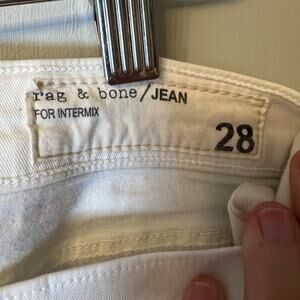 rag & bone/JEAN
FOR INTERMIX
28